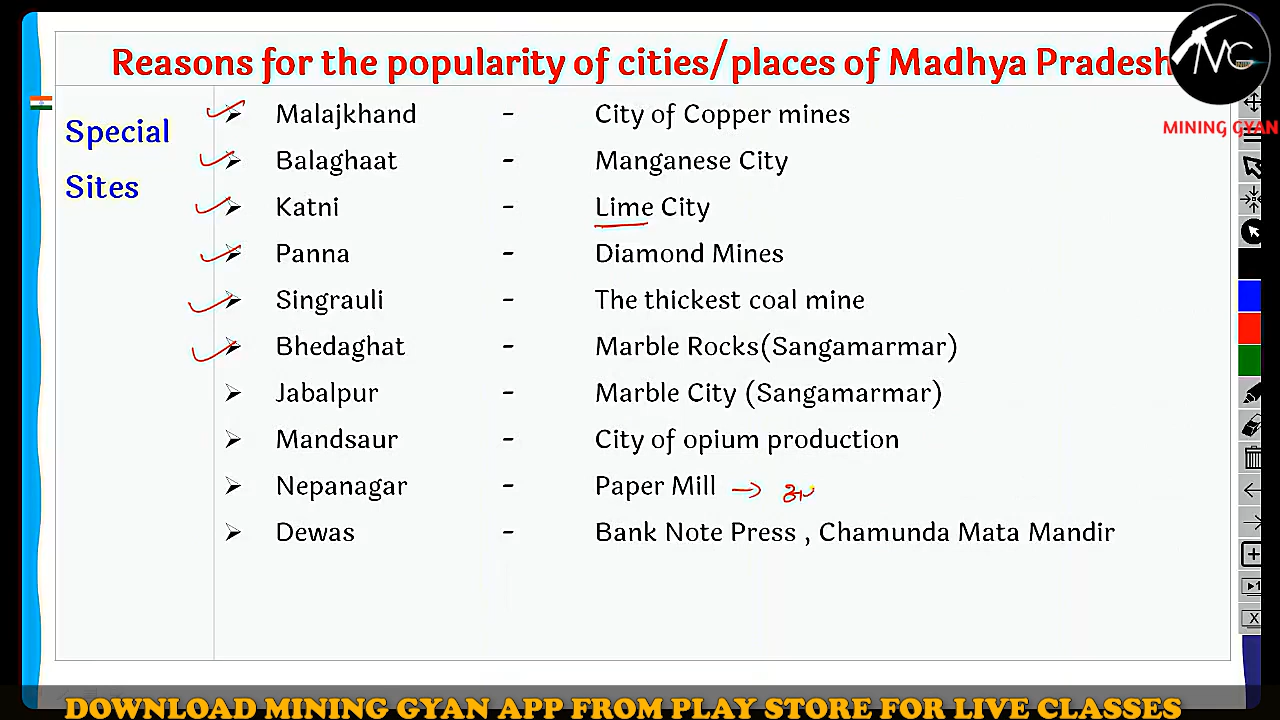 Reasons for the popularity of cities/places of Madhya Pradesh
MG
MINING GYAN
Special
Sites
➢ Malajkhand - City of Copper mines
➢ Balaghaat - Manganese City
➢ Katni - Lime City
➢ Panna - Diamond Mines
➢ Singrauli - The thickest coal mine
➢ Bhedaghat - Marble Rocks(Sangamarmar)
➢ Jabalpur - Marble City (Sangamarmar)
➢ Mandsaur - City of opium production
➢ Nepanagar - Paper Mill →
➢ Dewas - Bank Note Press , Chamunda Mata Mandir
DOWNLOAD MINING GYAN APP FROM PLAY STORE FOR LIVE CLASSES